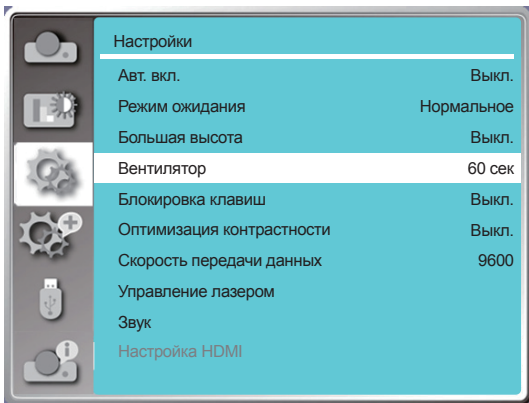 Настройки
Авт. вкл. Выкл.
Режим ожидания Нормальное
Большая высота Выкл.
Вентилятор 60 сек
Блокировка клавиш Выкл.
Оптимизация контрастности Выкл.
Скорость передачи данных 9600
Управление лазером
Звук
Настройка HDMI